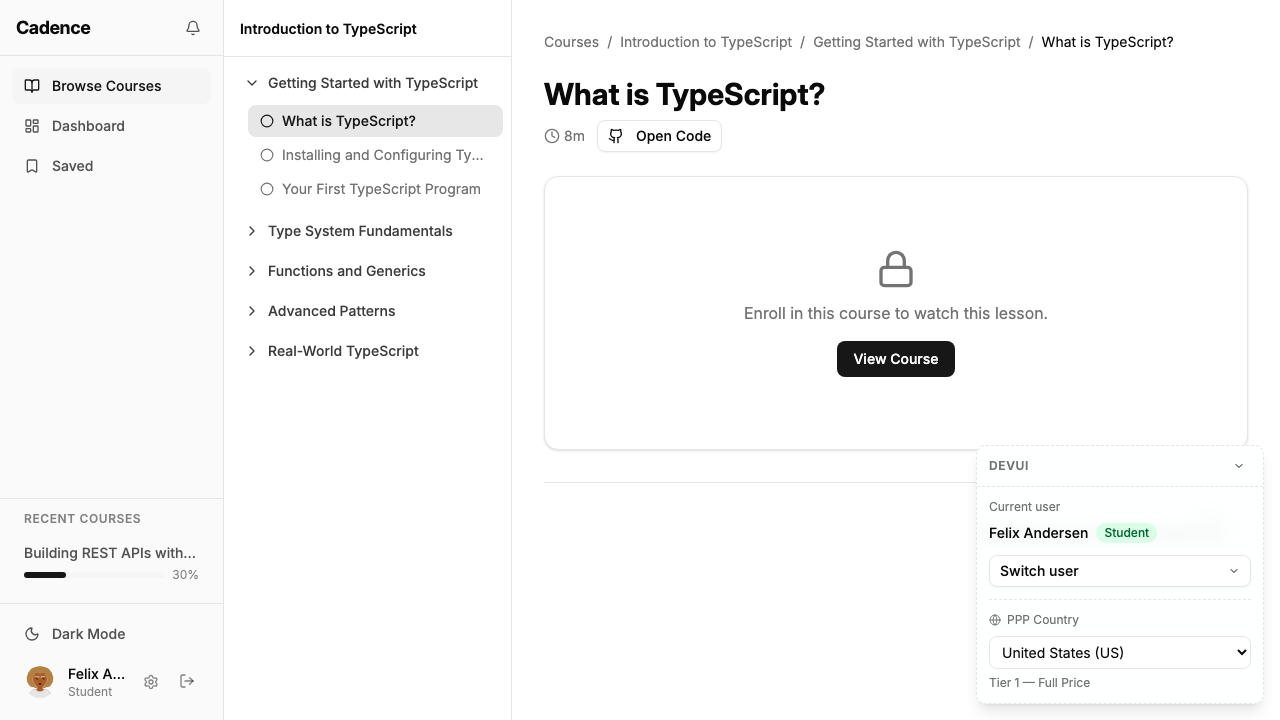 Cadence
Browse Courses
Dashboard
Saved
RECENT COURSES
Building REST APIs with...
30%
Dark Mode
Felix A...
Student
Introduction to TypeScript
Getting Started with TypeScript
What is TypeScript?
Installing and Configuring Ty...
Your First TypeScript Program
Type System Fundamentals
Functions and Generics
Advanced Patterns
Real-World TypeScript
Courses / Introduction to TypeScript / Getting Started with TypeScript / What is TypeScript?
What is TypeScript?
8m Open Code
Enroll in this course to watch this lesson.
View Course
DEVUI
Current user
Felix Andersen Student
Switch user
PPP Country
United States (US)
Tier 1 — Full Price